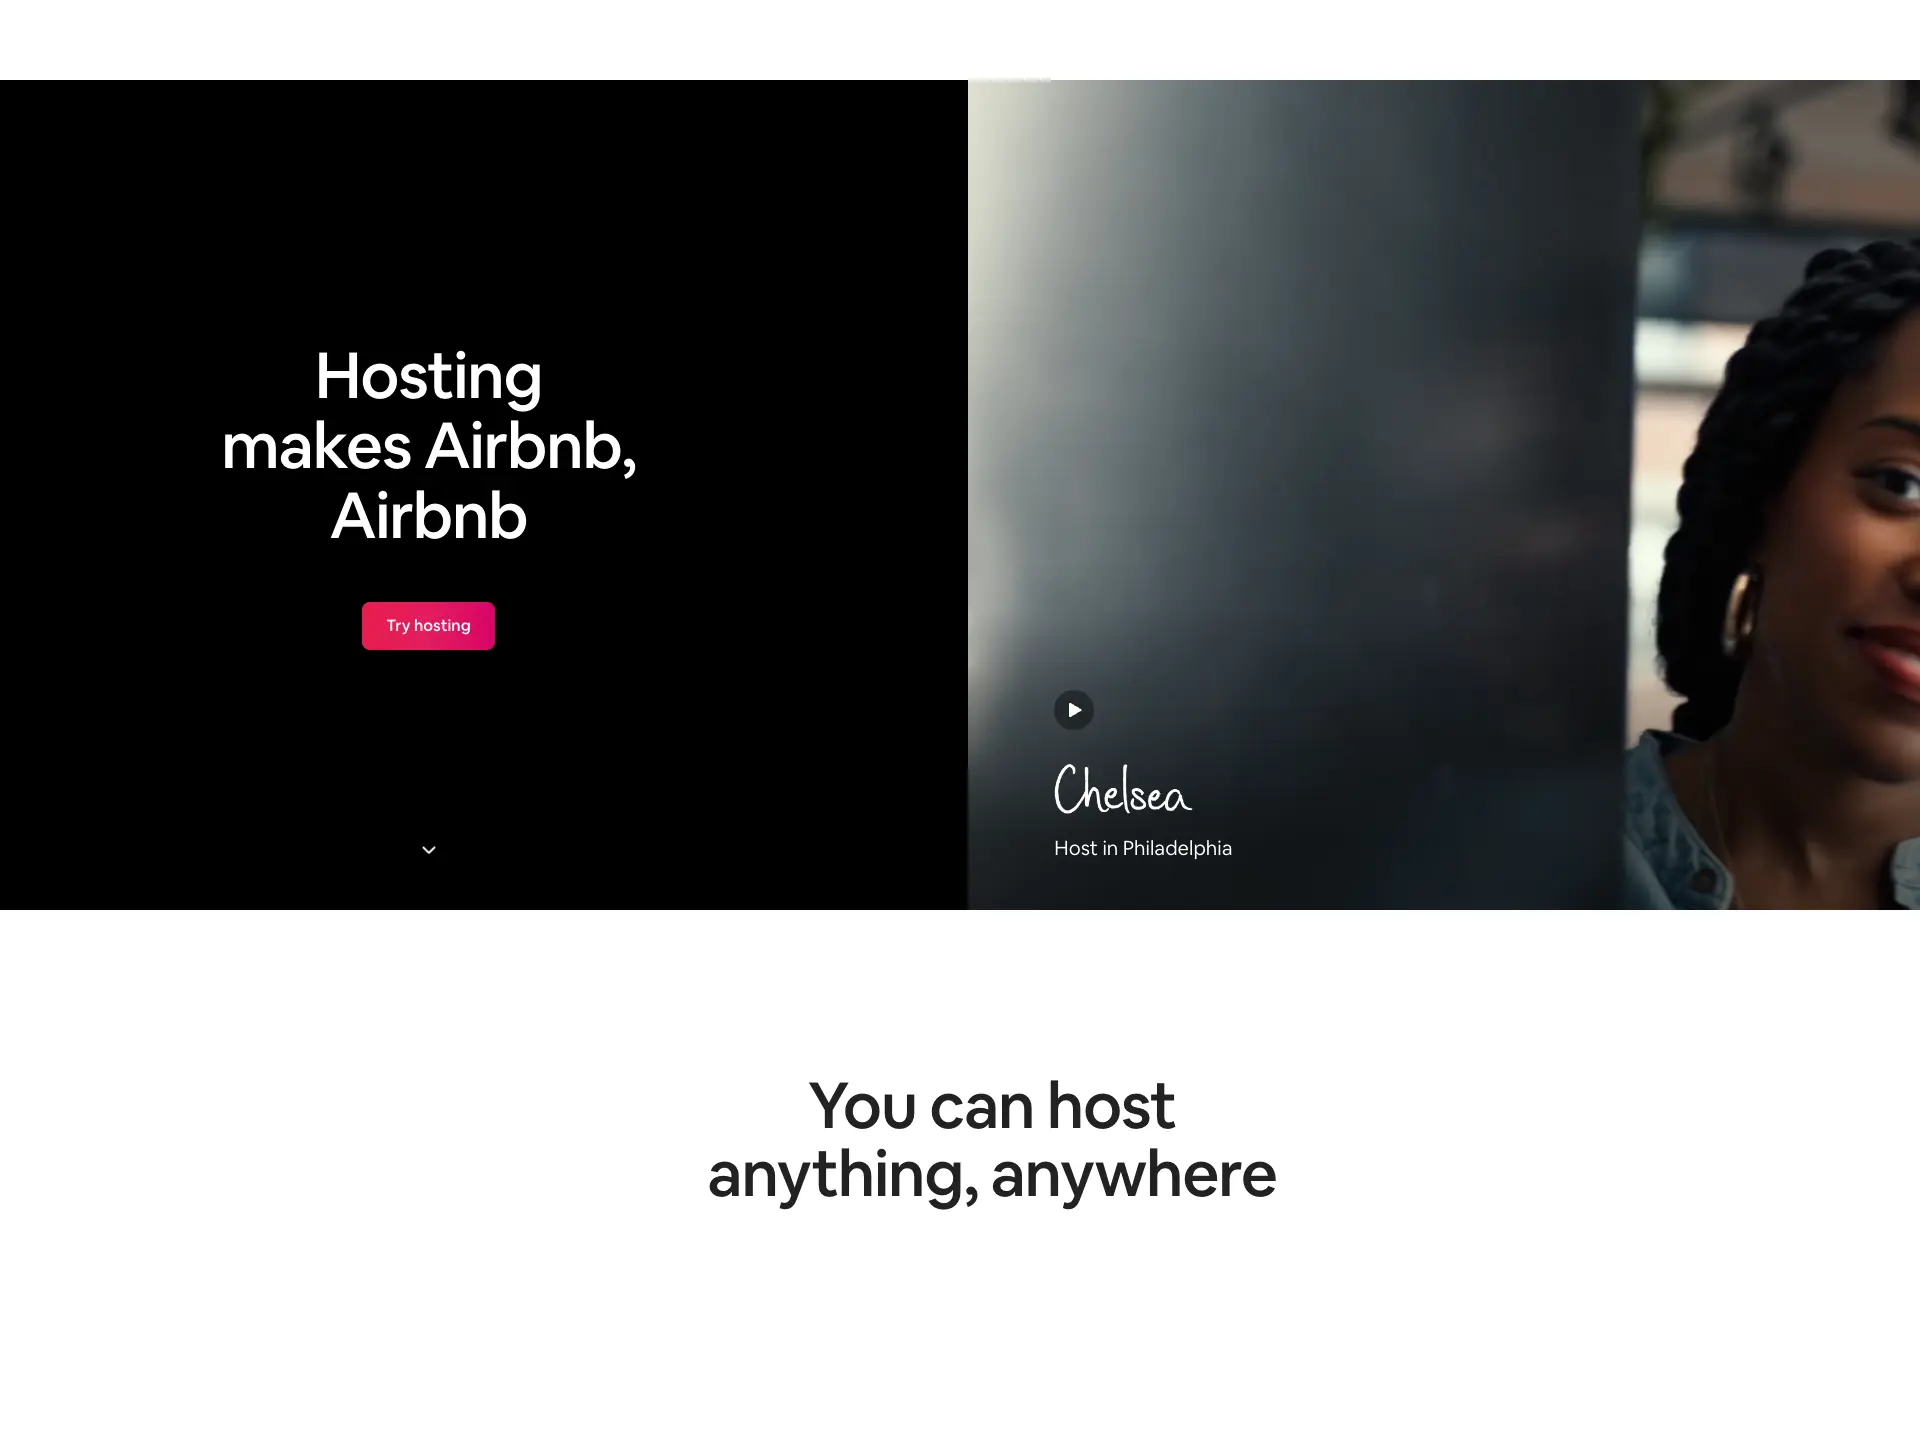 Hosting
makes Airbnb,
Airbnb
Try hosting
Chelsea
Host in Philadelphia
You can host
anything, anywhere